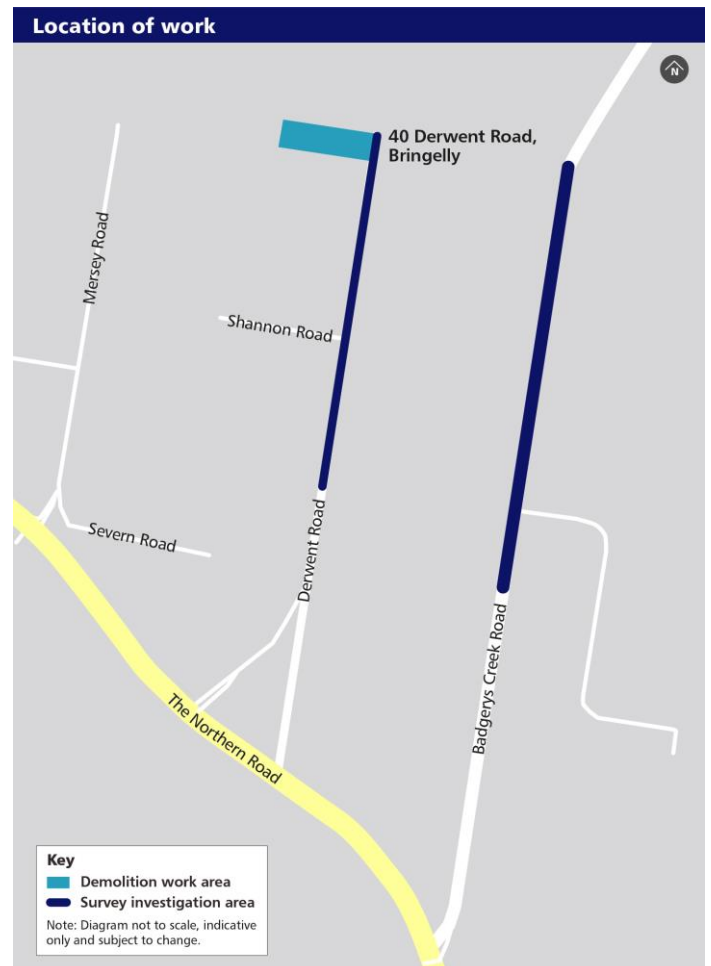 Location of work
N
40 Derwent Road,
Bringelly
Mersey Road
Shannon Road
Severn Road
Derwent Road
The Northern Road
Badgerys Creek Road
Key
Demolition work area
Survey investigation area
Note: Diagram not to scale, indicative
only and subject to change.